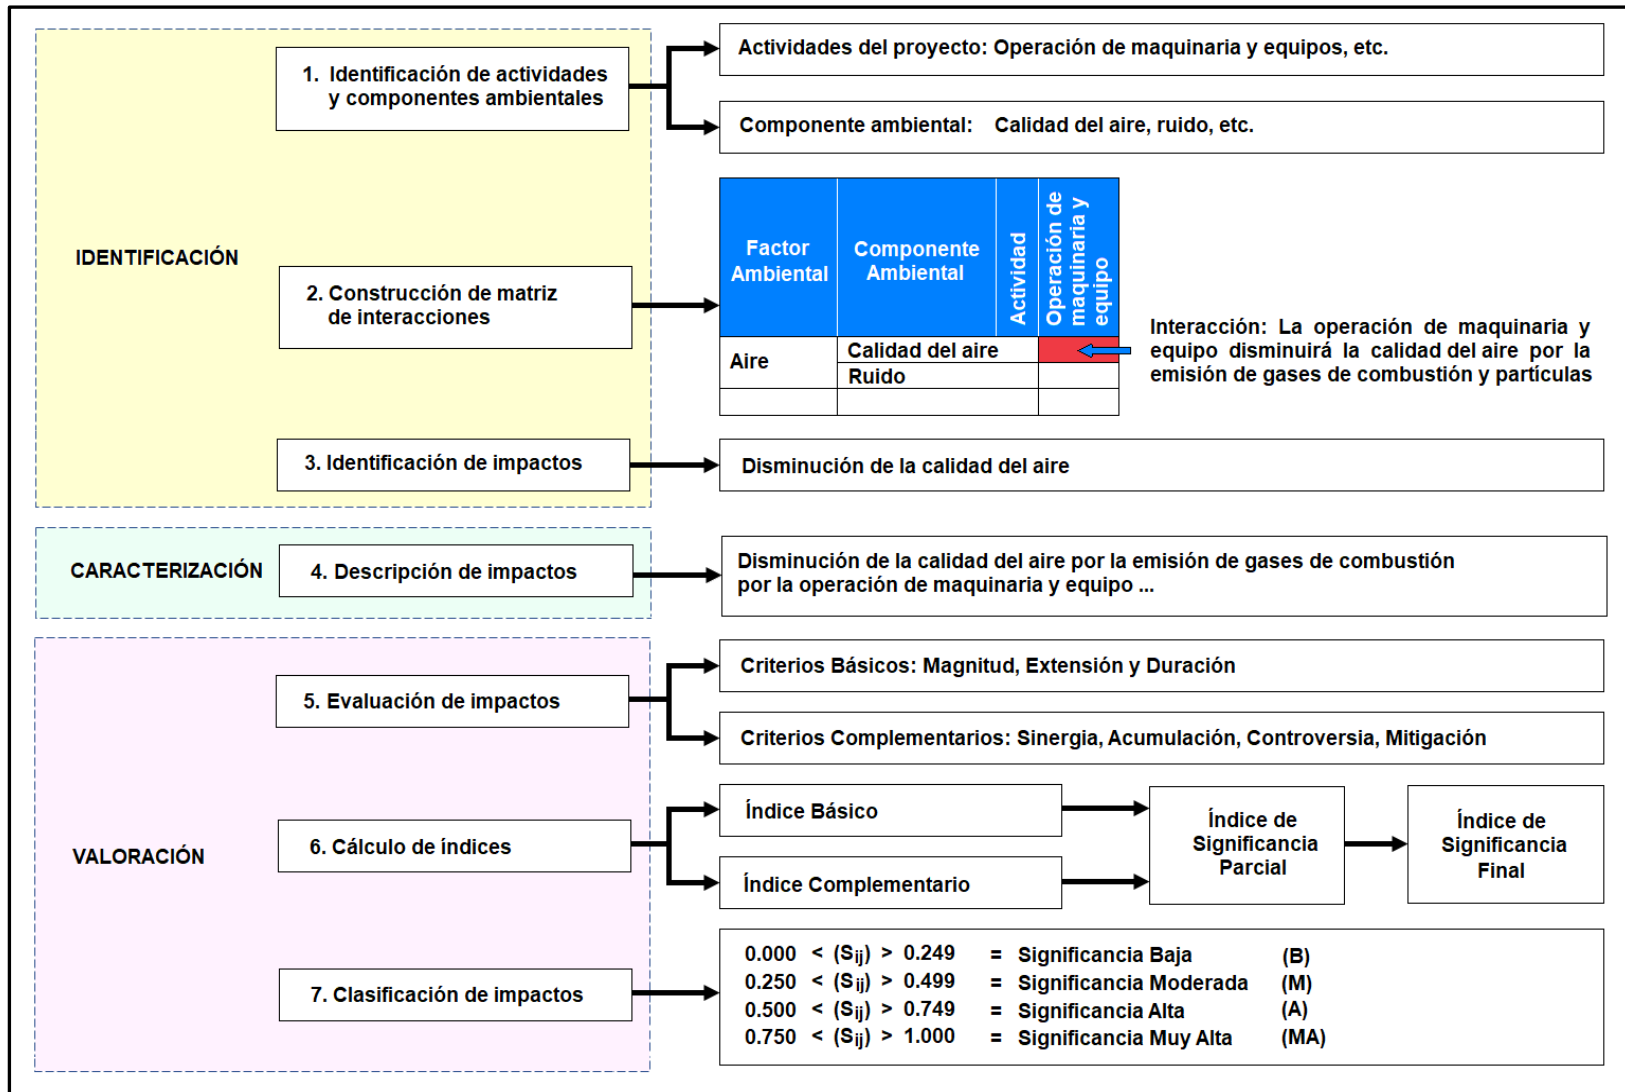 IDENTIFICACIÓN
1. Identificación de actividades
y componentes ambientales
Actividades del proyecto: Operación de maquinaria y equipos, etc.
Componente ambiental: Calidad del aire, ruido, etc.
2. Construcción de matriz
de interacciones
Factor
Ambiental
Componente
Ambiental
Actividad
Operación de
maquinaria y
equipo
Aire
Calidad del aire
Ruido
Interacción: La operación de maquinaria y
equipo disminuirá la calidad del aire por la
emisión de gases de combustión y partículas
3. Identificación de impactos
Disminución de la calidad del aire
CARACTERIZACIÓN
4. Descripción de impactos
Disminución de la calidad del aire por la emisión de gases de combustión
por la operación de maquinaria y equipo ...
VALORACIÓN
5. Evaluación de impactos
Criterios Básicos: Magnitud, Extensión y Duración
Criterios Complementarios: Sinergia, Acumulación, Controversia, Mitigación
6. Cálculo de índices
Índice Básico
Índice Complementario
Índice de
Significancia
Parcial
Índice de
Significancia
Final
7. Clasificación de impactos
0.000 < (Sij) > 0.249 = Significancia Baja (B)
0.250 < (Sij) > 0.499 = Significancia Moderada (M)
0.500 < (Sij) > 0.749 = Significancia Alta (A)
0.750 < (Sij) > 1.000 = Significancia Muy Alta (MA)